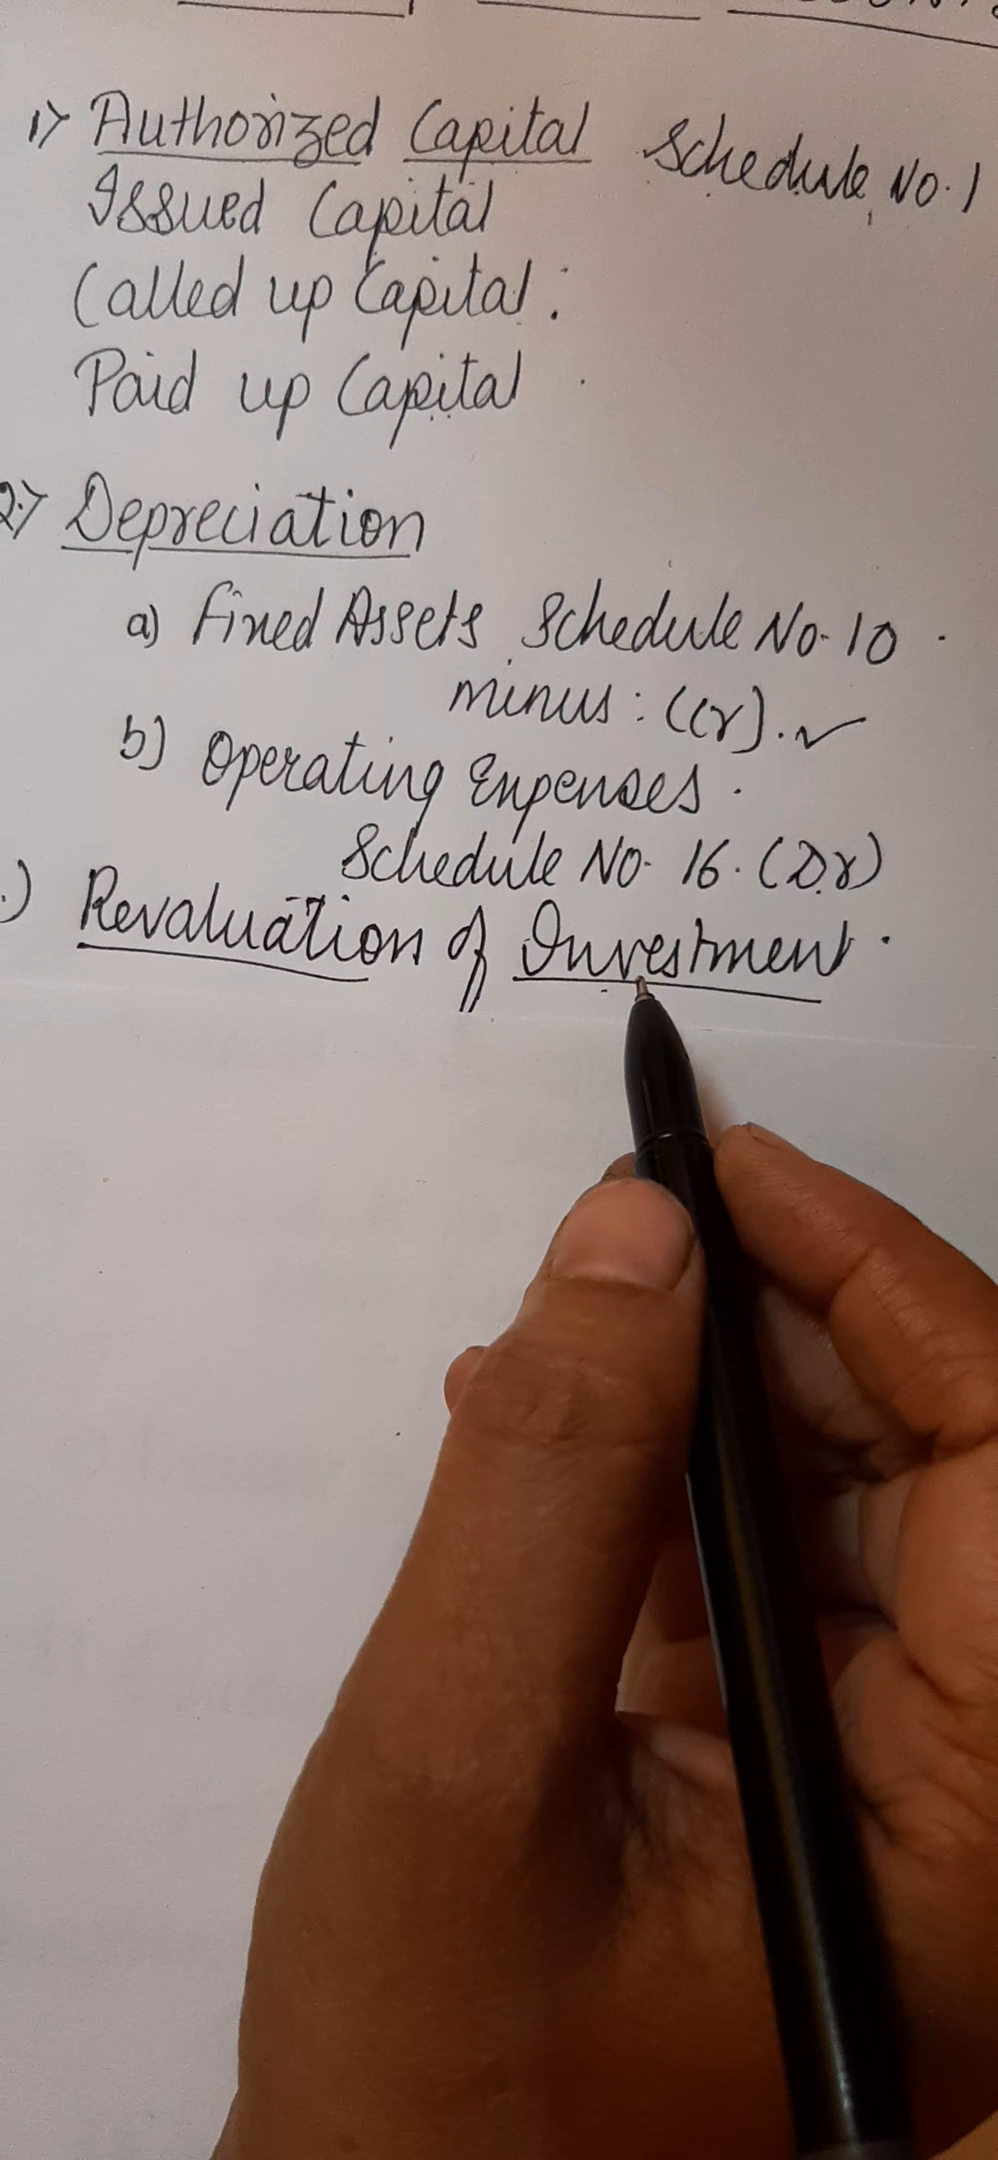 1) Authorized Capital Schedule No. 1
Issued Capital
Called up Capital:
Paid up Capital
2) Depreciation
a) Fixed Assets Schedule No. 10
minus: (Cr). ✓
b) Operating Expenses.
Schedule No. 16. (Dr)
.) Revaluation of Investment.